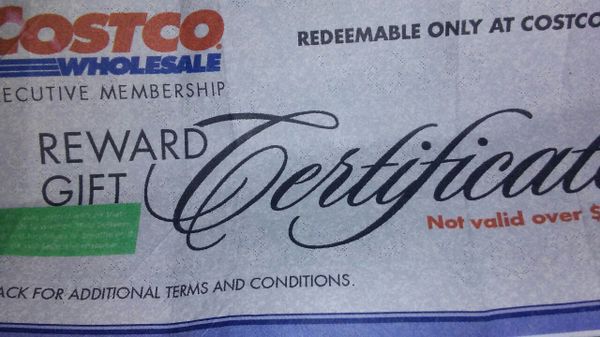 COSTCO
WHOLESALE
ECUTIVE MEMBERSHIP
REDEEMABLE ONLY AT COSTCO
REWARD
GIFT
Certificat
Not valid over $
ACK FOR ADDITIONAL TERMS AND CONDITIONS.